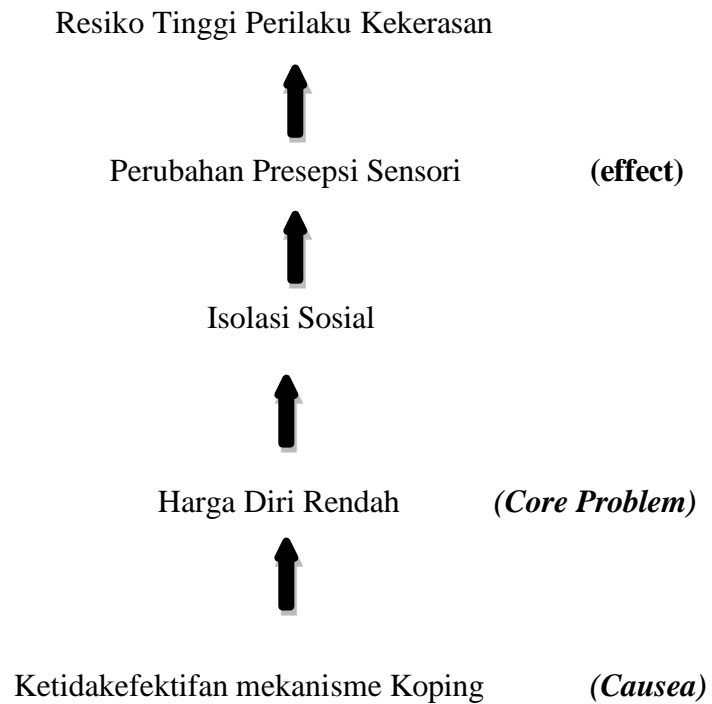 Resiko Tinggi Perilaku Kekerasan
Perubahan Presepsi Sensori (effect)
Isolasi Sosial
Harga Diri Rendah (Core Problem)
Ketidakefektifan mekanisme Koping (Causea)